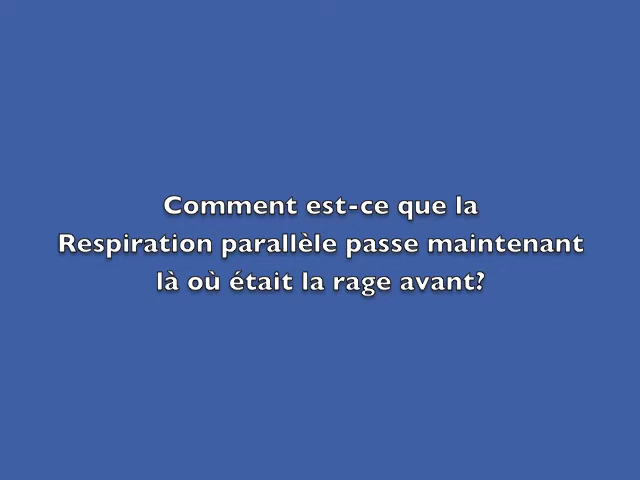 Comment est-ce que la
Respiration parallèle passe maintenant
là où était la rage avant?